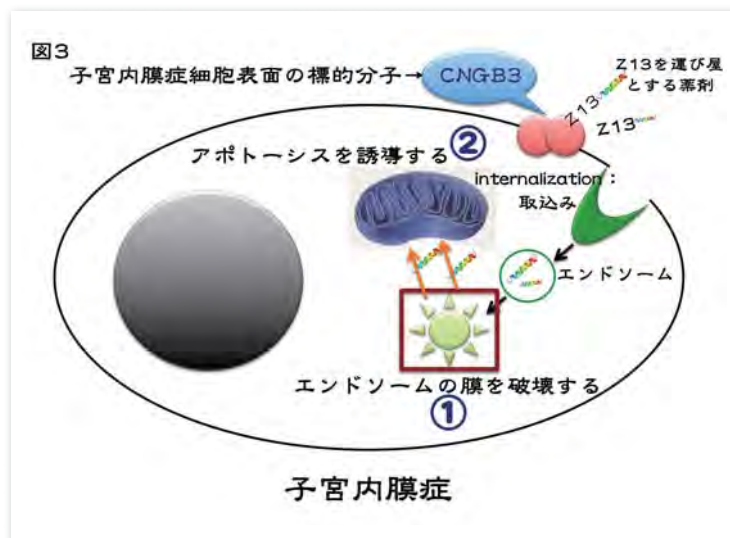 図3
子宮内膜症細胞表面の標的分子→
CNGB3
Z13を運び屋
とする薬剤
Z13
Z13
アポトーシスを誘導する
②
internalization：
取込み
エンドソーム
エンドソームの膜を破壊する
①
子宮内膜症